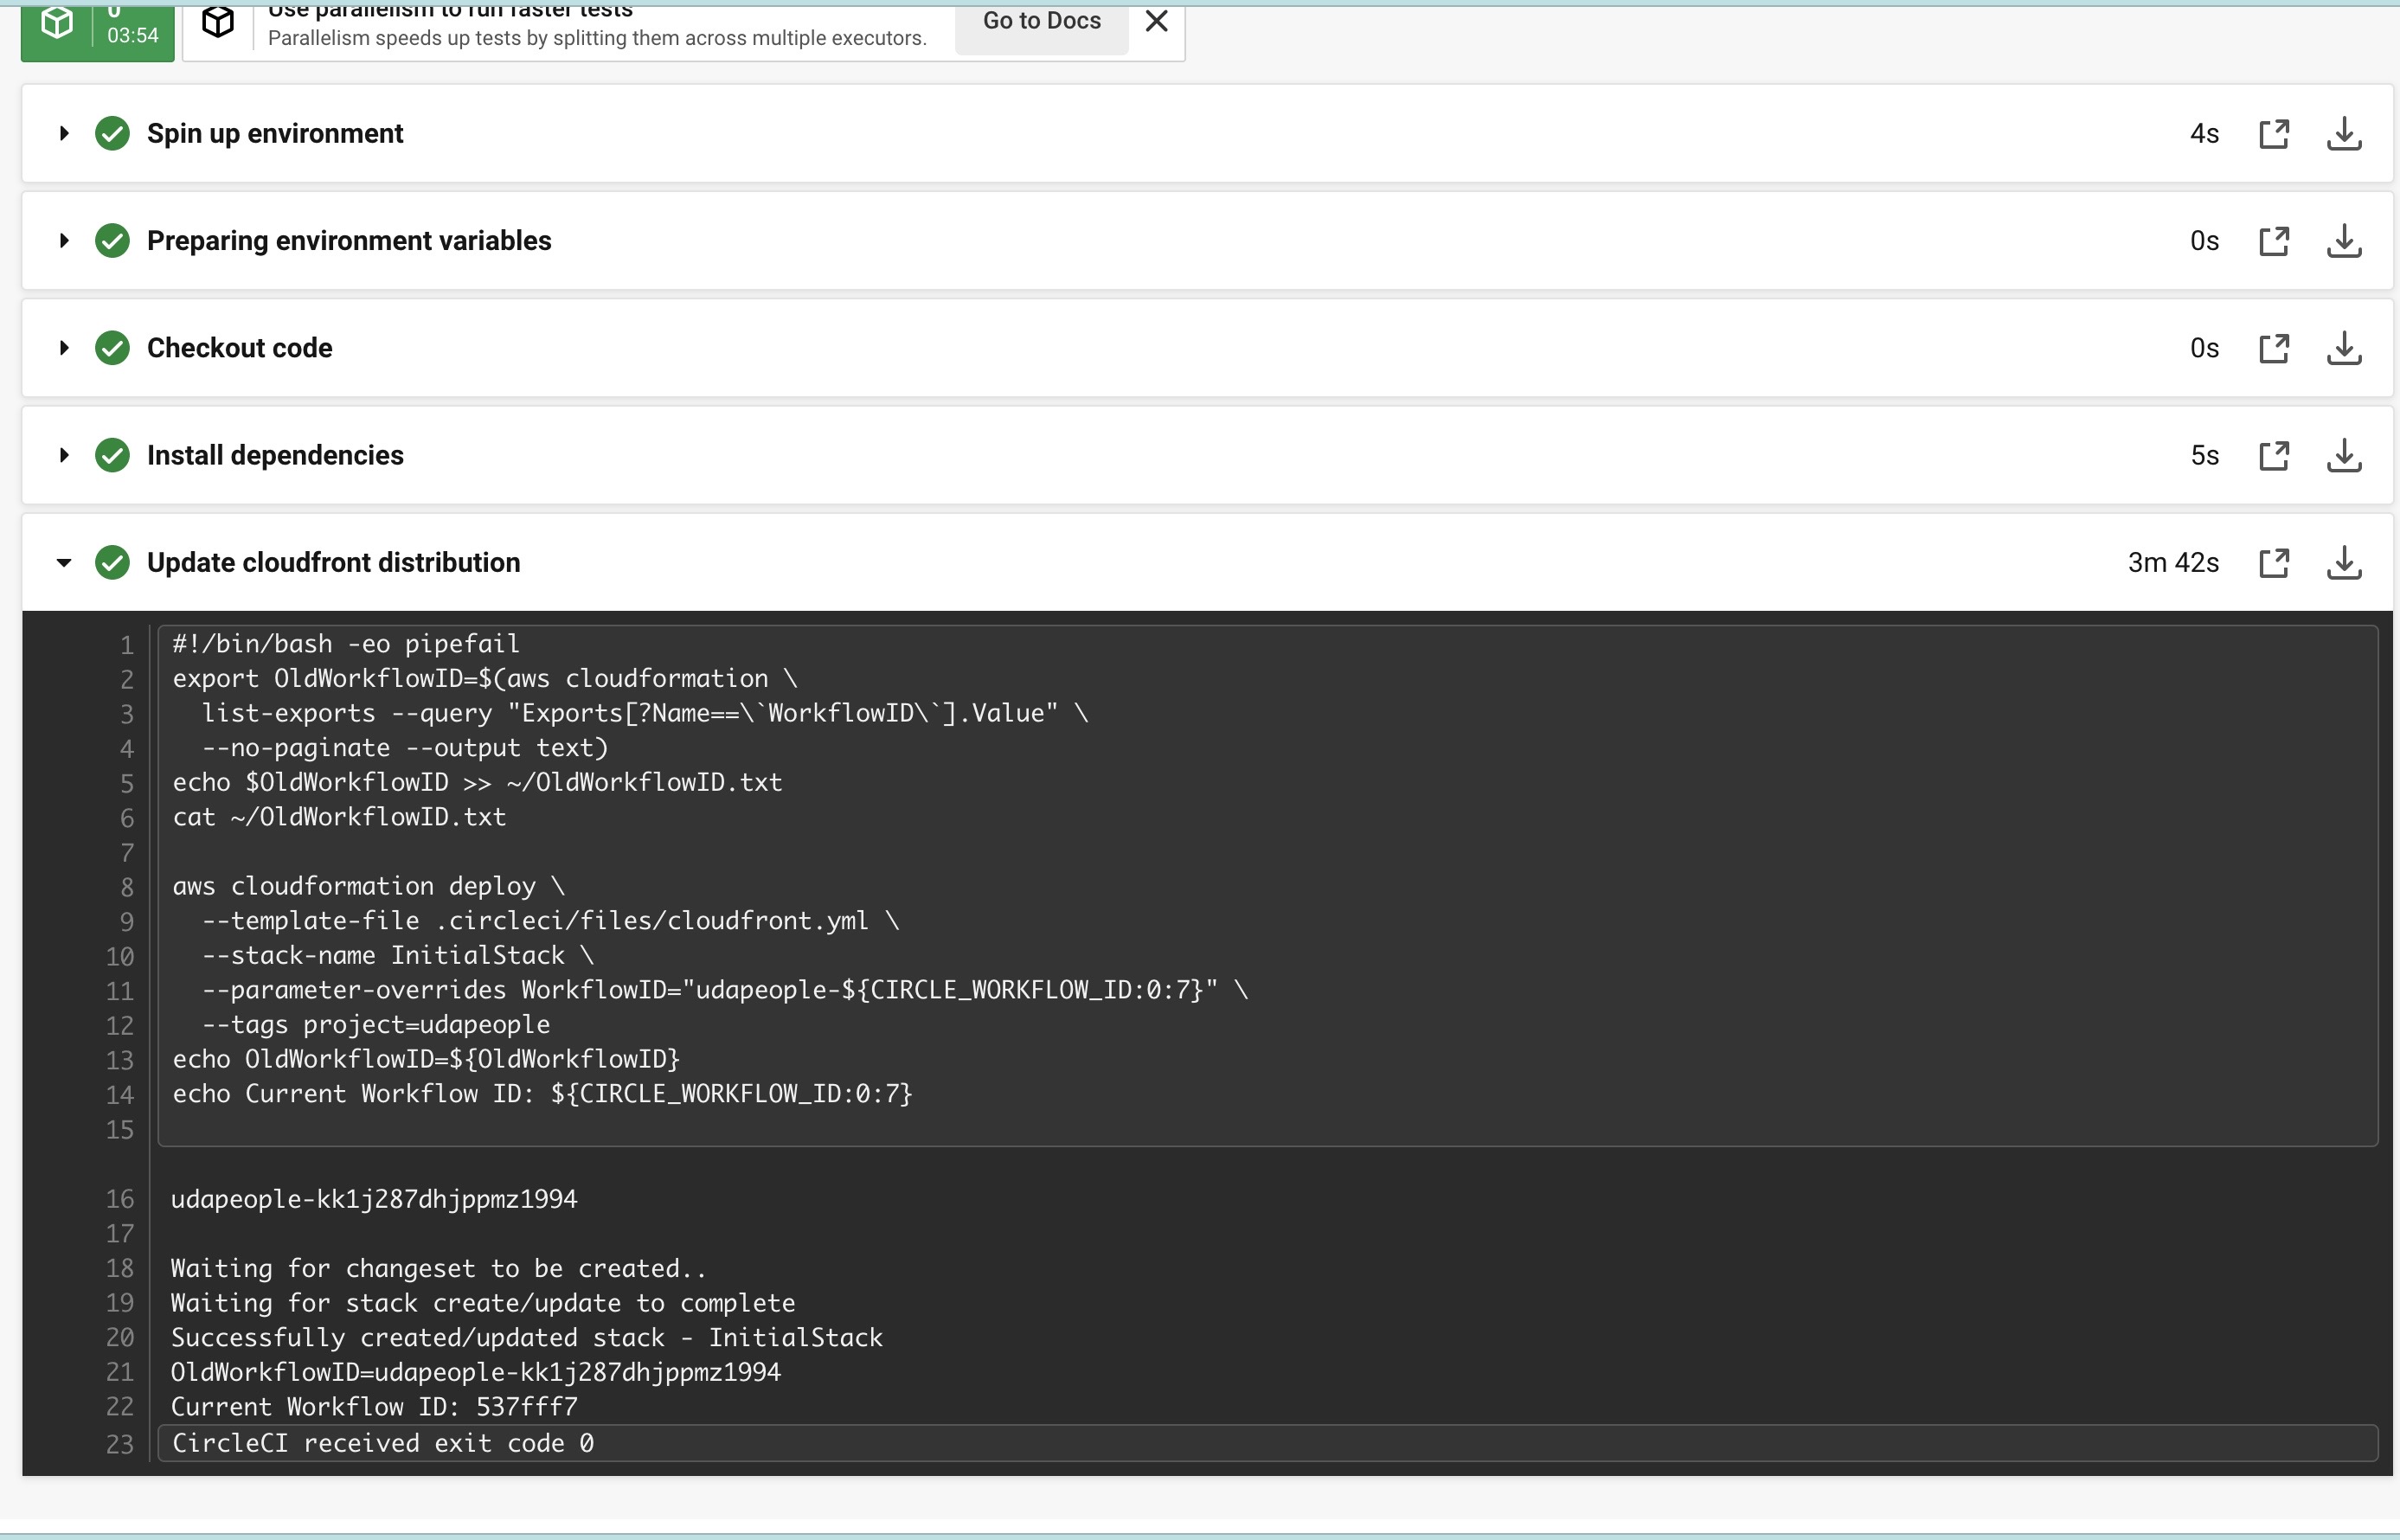 0
03:54
Use parallelism to run faster tests
Parallelism speeds up tests by splitting them across multiple executors.
Go to Docs
Spin up environment
4s
Preparing environment variables
0s
Checkout code
0s
Install dependencies
5s
Update cloudfront distribution
3m 42s
1 #!/bin/bash -eo pipefail
2 export OldWorkflowID=$(aws cloudformation \
3   list-exports --query "Exports[?Name==\`WorkflowID\`].Value" \
4   --no-paginate --output text)
5 echo $OldWorkflowID >> ~/OldWorkflowID.txt
6 cat ~/OldWorkflowID.txt
7
8 aws cloudformation deploy \
9   --template-file .circleci/files/cloudfront.yml \
10   --stack-name InitialStack \
11   --parameter-overrides WorkflowID="udapeople-${CIRCLE_WORKFLOW_ID:0:7}" \
12   --tags project=udapeople
13 echo OldWorkflowID=${OldWorkflowID}
14 echo Current Workflow ID: ${CIRCLE_WORKFLOW_ID:0:7}
15
16 udapeople-kk1j287dhjppmz1994
17
18 Waiting for changeset to be created..
19 Waiting for stack create/update to complete
20 Successfully created/updated stack - InitialStack
21 OldWorkflowID=udapeople-kk1j287dhjppmz1994
22 Current Workflow ID: 537fff7
23 CircleCI received exit code 0